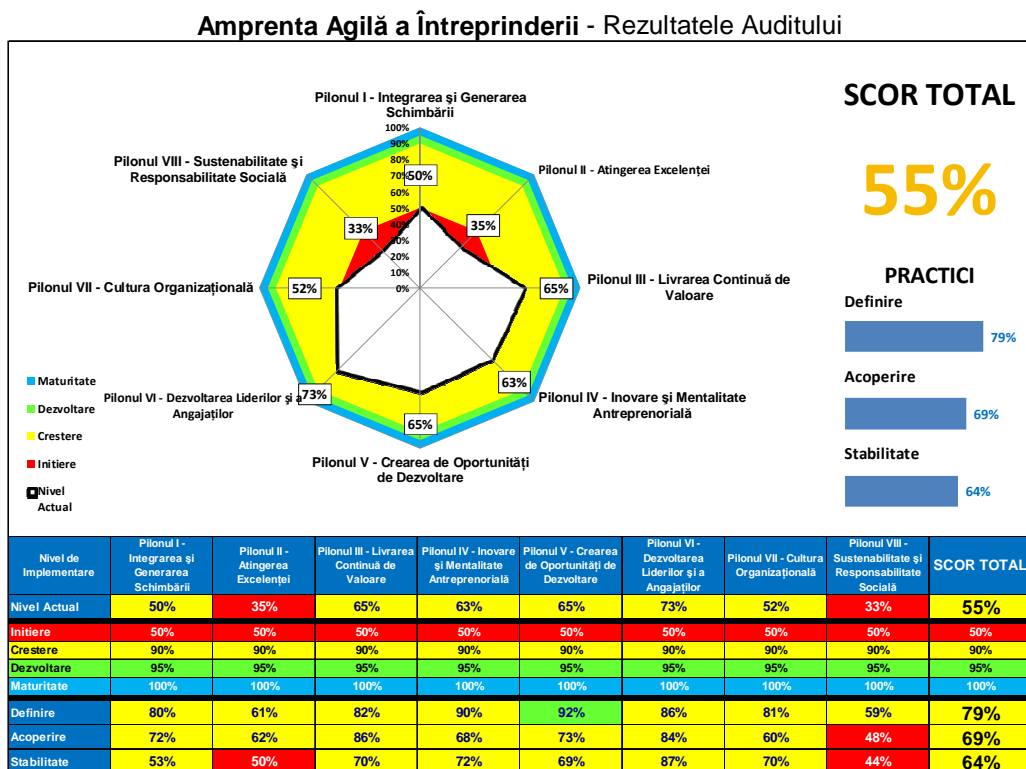 Amprenta Agilă a Întreprinderii - Rezultatele Auditului
Pilonul I - Integrarea şi Generarea
Schimbării
100%
90%
80%
70%
60%
50%
40%
30%
20%
10%
0%
50%
Pilonul II - Atingerea Excelenţei
35%
Pilonul III - Livrarea Continuă de
Valoare
65%
Pilonul IV - Inovare şi Mentalitate
Antreprenorială
63%
Pilonul V - Crearea de Oportunităţi
de Dezvoltare
65%
Pilonul VI - Dezvoltarea Liderilor şi a
Angajaţilor
73%
Pilonul VII - Cultura Organizaţională
52%
Pilonul VIII - Sustenabilitate şi
Responsabilitate Socială
33%
Maturitate
Dezvoltare
Crestere
Initiere
Nivel
Actual
SCOR TOTAL
55%
PRACTICI
Definire
79%
Acoperire
69%
Stabilitate
64%
Nivel de
Implementare
Pilonul I -
Integrarea şi
Generarea
Schimbării
Pilonul II -
Atingerea
Excelenţei
Pilonul III - Livrarea
Continuă de
Valoare
Pilonul IV - Inovare
şi Mentalitate
Antreprenorială
Pilonul V - Crearea
de Oportunităţi de
Dezvoltare
Pilonul VI -
Dezvoltarea
Liderilor şi a
Angajaţilor
Pilonul VII - Cultura
Organizaţională
Pilonul VIII -
Sustenabilitate şi
Responsabilitate
Socială
SCOR TOTAL
Nivel Actual 50% 35% 65% 63% 65% 73% 52% 33% 55%
Initiere 50% 50% 50% 50% 50% 50% 50% 50% 50%
Crestere 90% 90% 90% 90% 90% 90% 90% 90% 90%
Dezvoltare 95% 95% 95% 95% 95% 95% 95% 95% 95%
Maturitate 100% 100% 100% 100% 100% 100% 100% 100% 100%
Definire 80% 61% 82% 90% 92% 86% 81% 59% 79%
Acoperire 72% 62% 86% 68% 73% 84% 60% 48% 69%
Stabilitate 53% 50% 70% 72% 69% 87% 70% 44% 64%